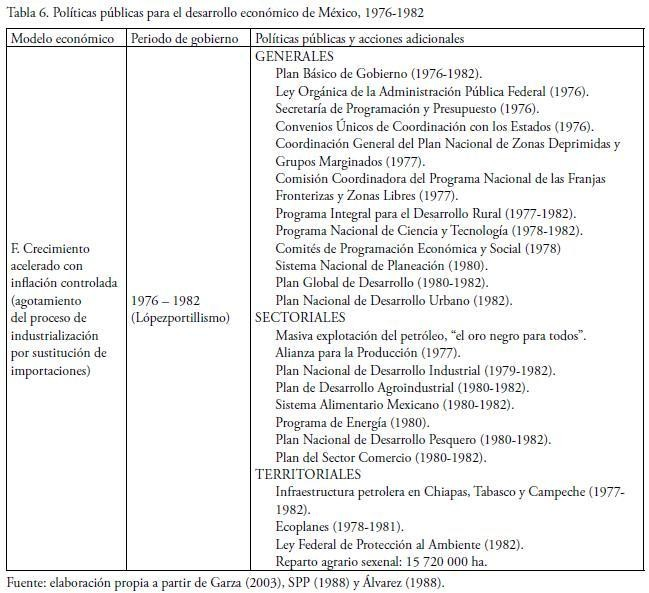 Tabla 6. Políticas públicas para el desarrollo económico de México, 1976-1982
Modelo económico
Periodo de gobierno
Políticas públicas y acciones adicionales
F. Crecimiento
acelerado con
inflación controlada
(agotamiento
del proceso de
industrialización
por sustitución de
importaciones)
1976 – 1982
(Lópezportillismo)
GENERALES
Plan Básico de Gobierno (1976-1982).
Ley Orgánica de la Administración Pública Federal (1976).
Secretaría de Programación y Presupuesto (1976).
Convenios Únicos de Coordinación con los Estados (1976).
Coordinación General del Plan Nacional de Zonas Deprimidas y
Grupos Marginados (1977).
Comisión Coordinadora del Programa Nacional de las Franjas
Fronterizas y Zonas Libres (1977).
Programa Integral para el Desarrollo Rural (1977-1982).
Programa Nacional de Ciencia y Tecnología (1978-1982).
Comités de Programación Económica y Social (1978)
Sistema Nacional de Planeación (1980).
Plan Global de Desarrollo (1980-1982).
Plan Nacional de Desarrollo Urbano (1982).
SECTORIALES
Masiva explotación del petróleo, “el oro negro para todos”.
Alianza para la Producción (1977).
Plan Nacional de Desarrollo Industrial (1979-1982).
Plan de Desarrollo Agroindustrial (1980-1982).
Sistema Alimentario Mexicano (1980-1982).
Programa de Energía (1980).
Plan Nacional de Desarrollo Pesquero (1980-1982).
Plan del Sector Comercio (1980-1982).
TERRITORIALES
Infraestructura petrolera en Chiapas, Tabasco y Campeche (1977-
1982).
Ecoplanes (1978-1981).
Ley Federal de Protección al Ambiente (1982).
Reparto agrario sexenal: 15 720 000 ha.
Fuente: elaboración propia a partir de Garza (2003), SPP (1988) y Álvarez (1988).